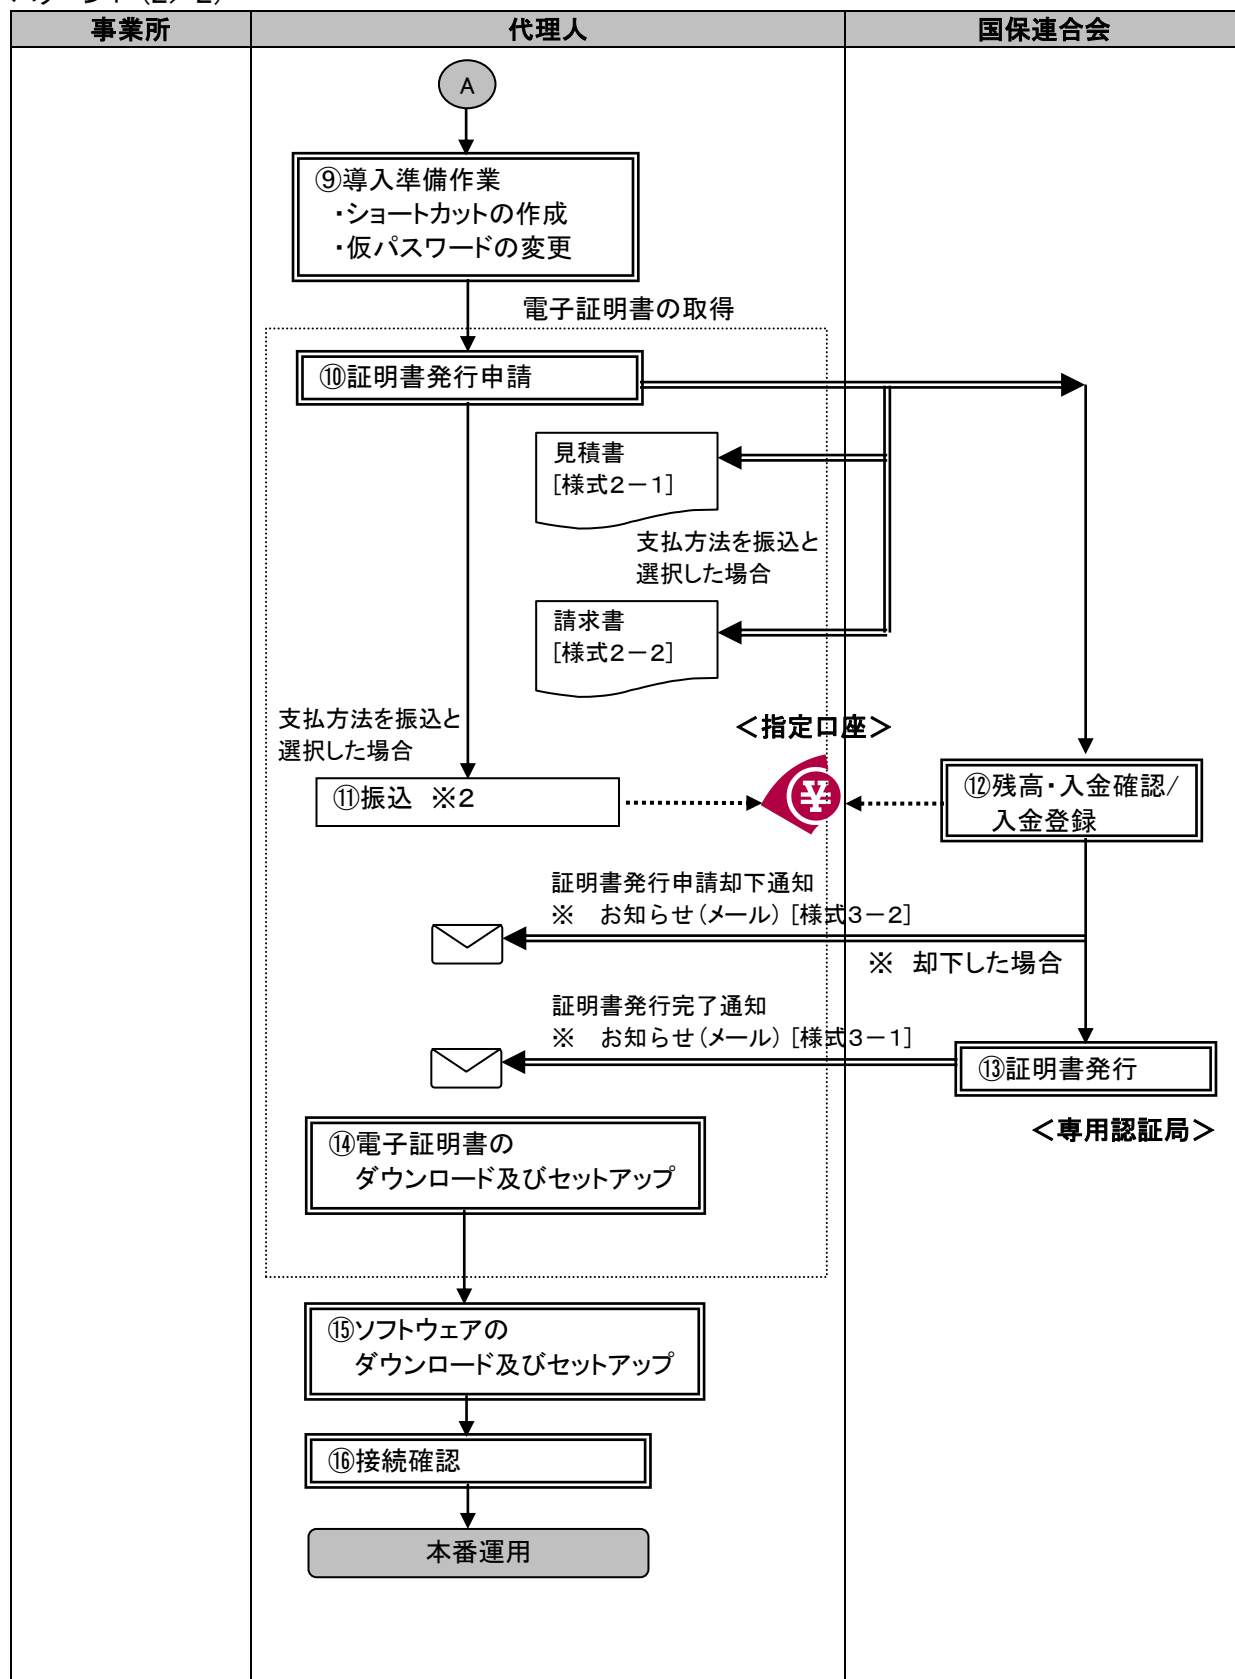 事業所
代理人
国保連合会
A
⑨導入準備作業
・ショートカットの作成
・仮パスワードの変更
電子証明書の取得
⑩証明書発行申請
見積書
[様式2－1]
支払方法を振込と
選択した場合
請求書
[様式2－2]
支払方法を振込と
選択した場合
＜指定口座＞
⑪振込　※2
⑫残高・入金確認/
入金登録
証明書発行申請却下通知
※　お知らせ(メール) [様式3－2]
※　却下した場合
証明書発行完了通知
※　お知らせ(メール) [様式3－1]
⑬証明書発行
＜専用認証局＞
⑭電子証明書の
ダウンロード及びセットアップ
⑮ソフトウェアの
ダウンロード及びセットアップ
⑯接続確認
本番運用